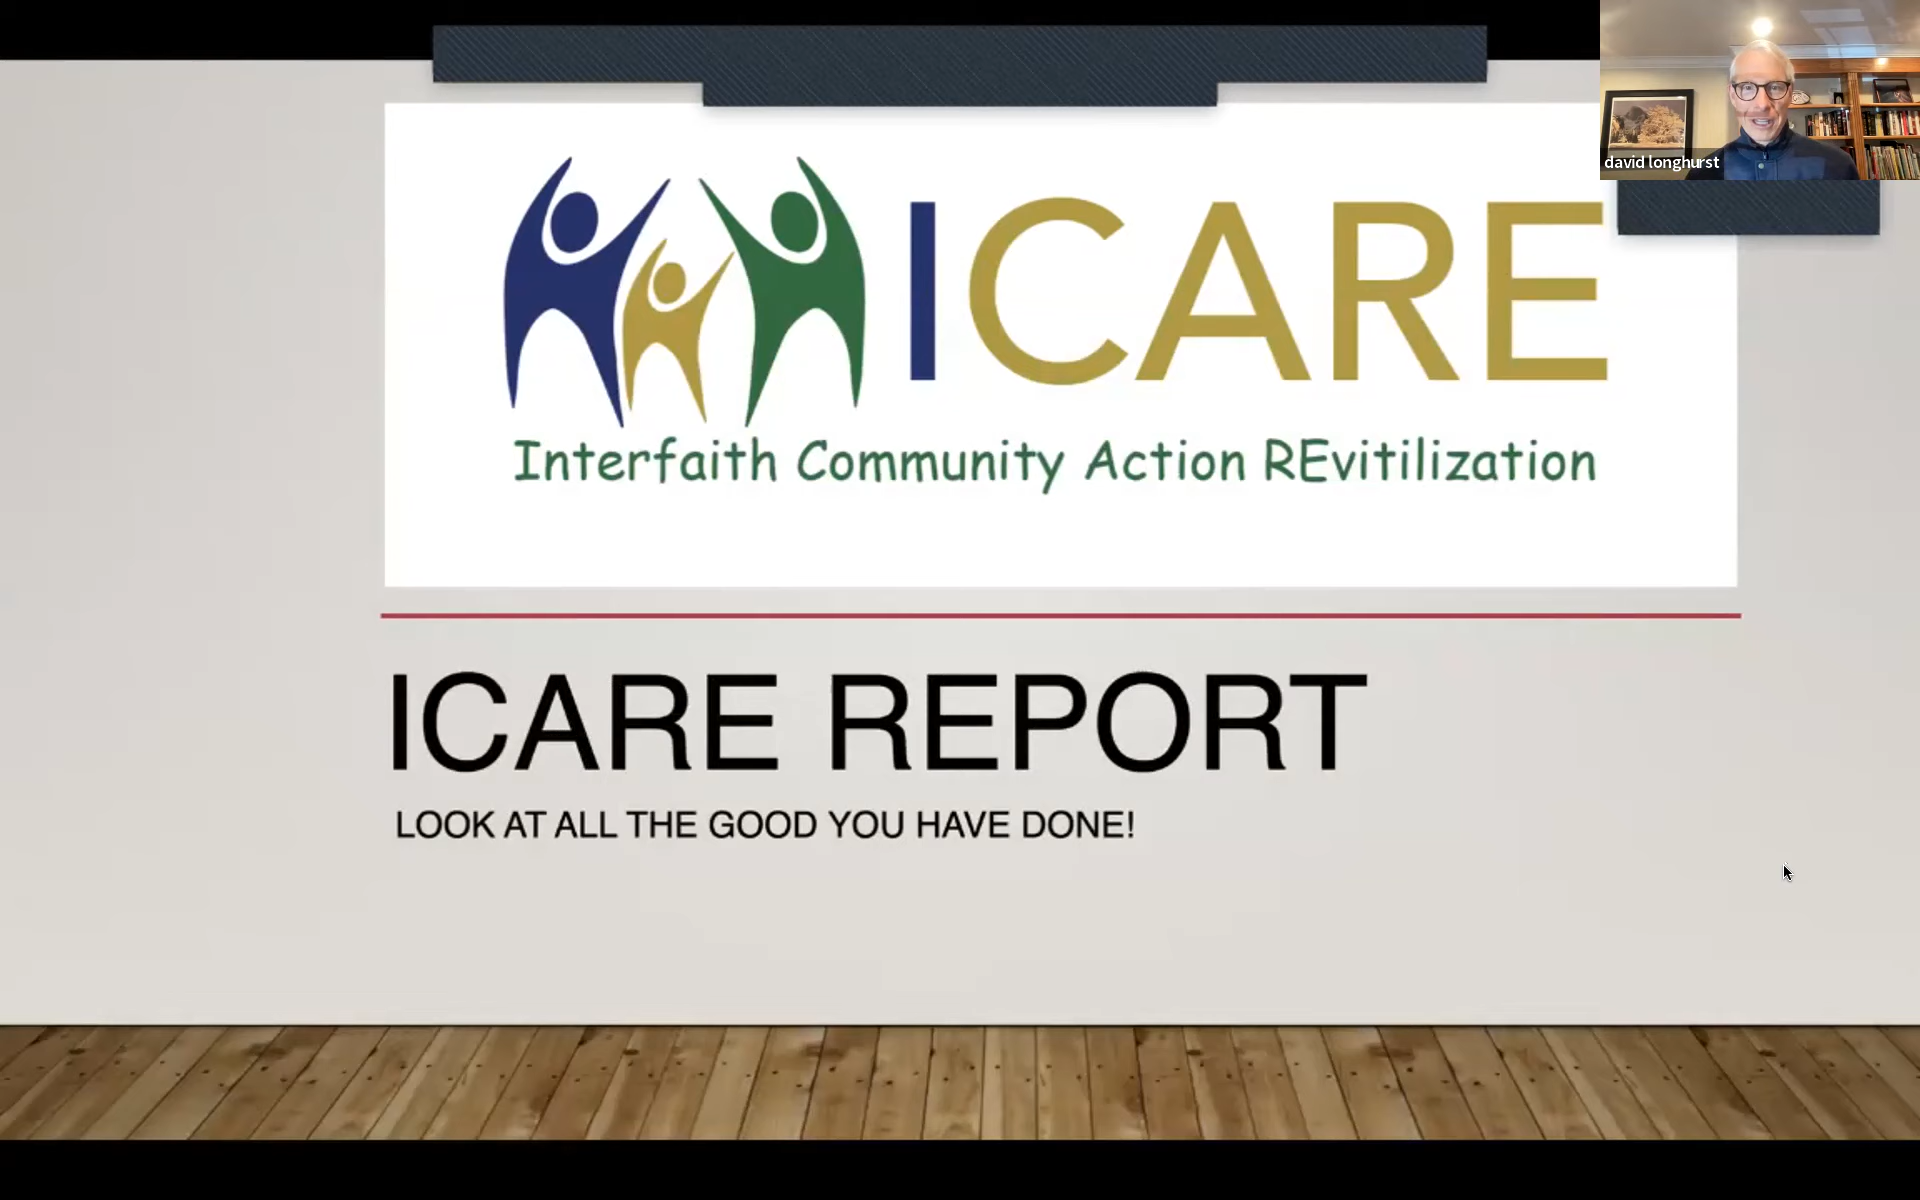 david longhurst
ICARE
Interfaith Community Action REvitilization
ICARE REPORT
LOOK AT ALL THE GOOD YOU HAVE DONE!